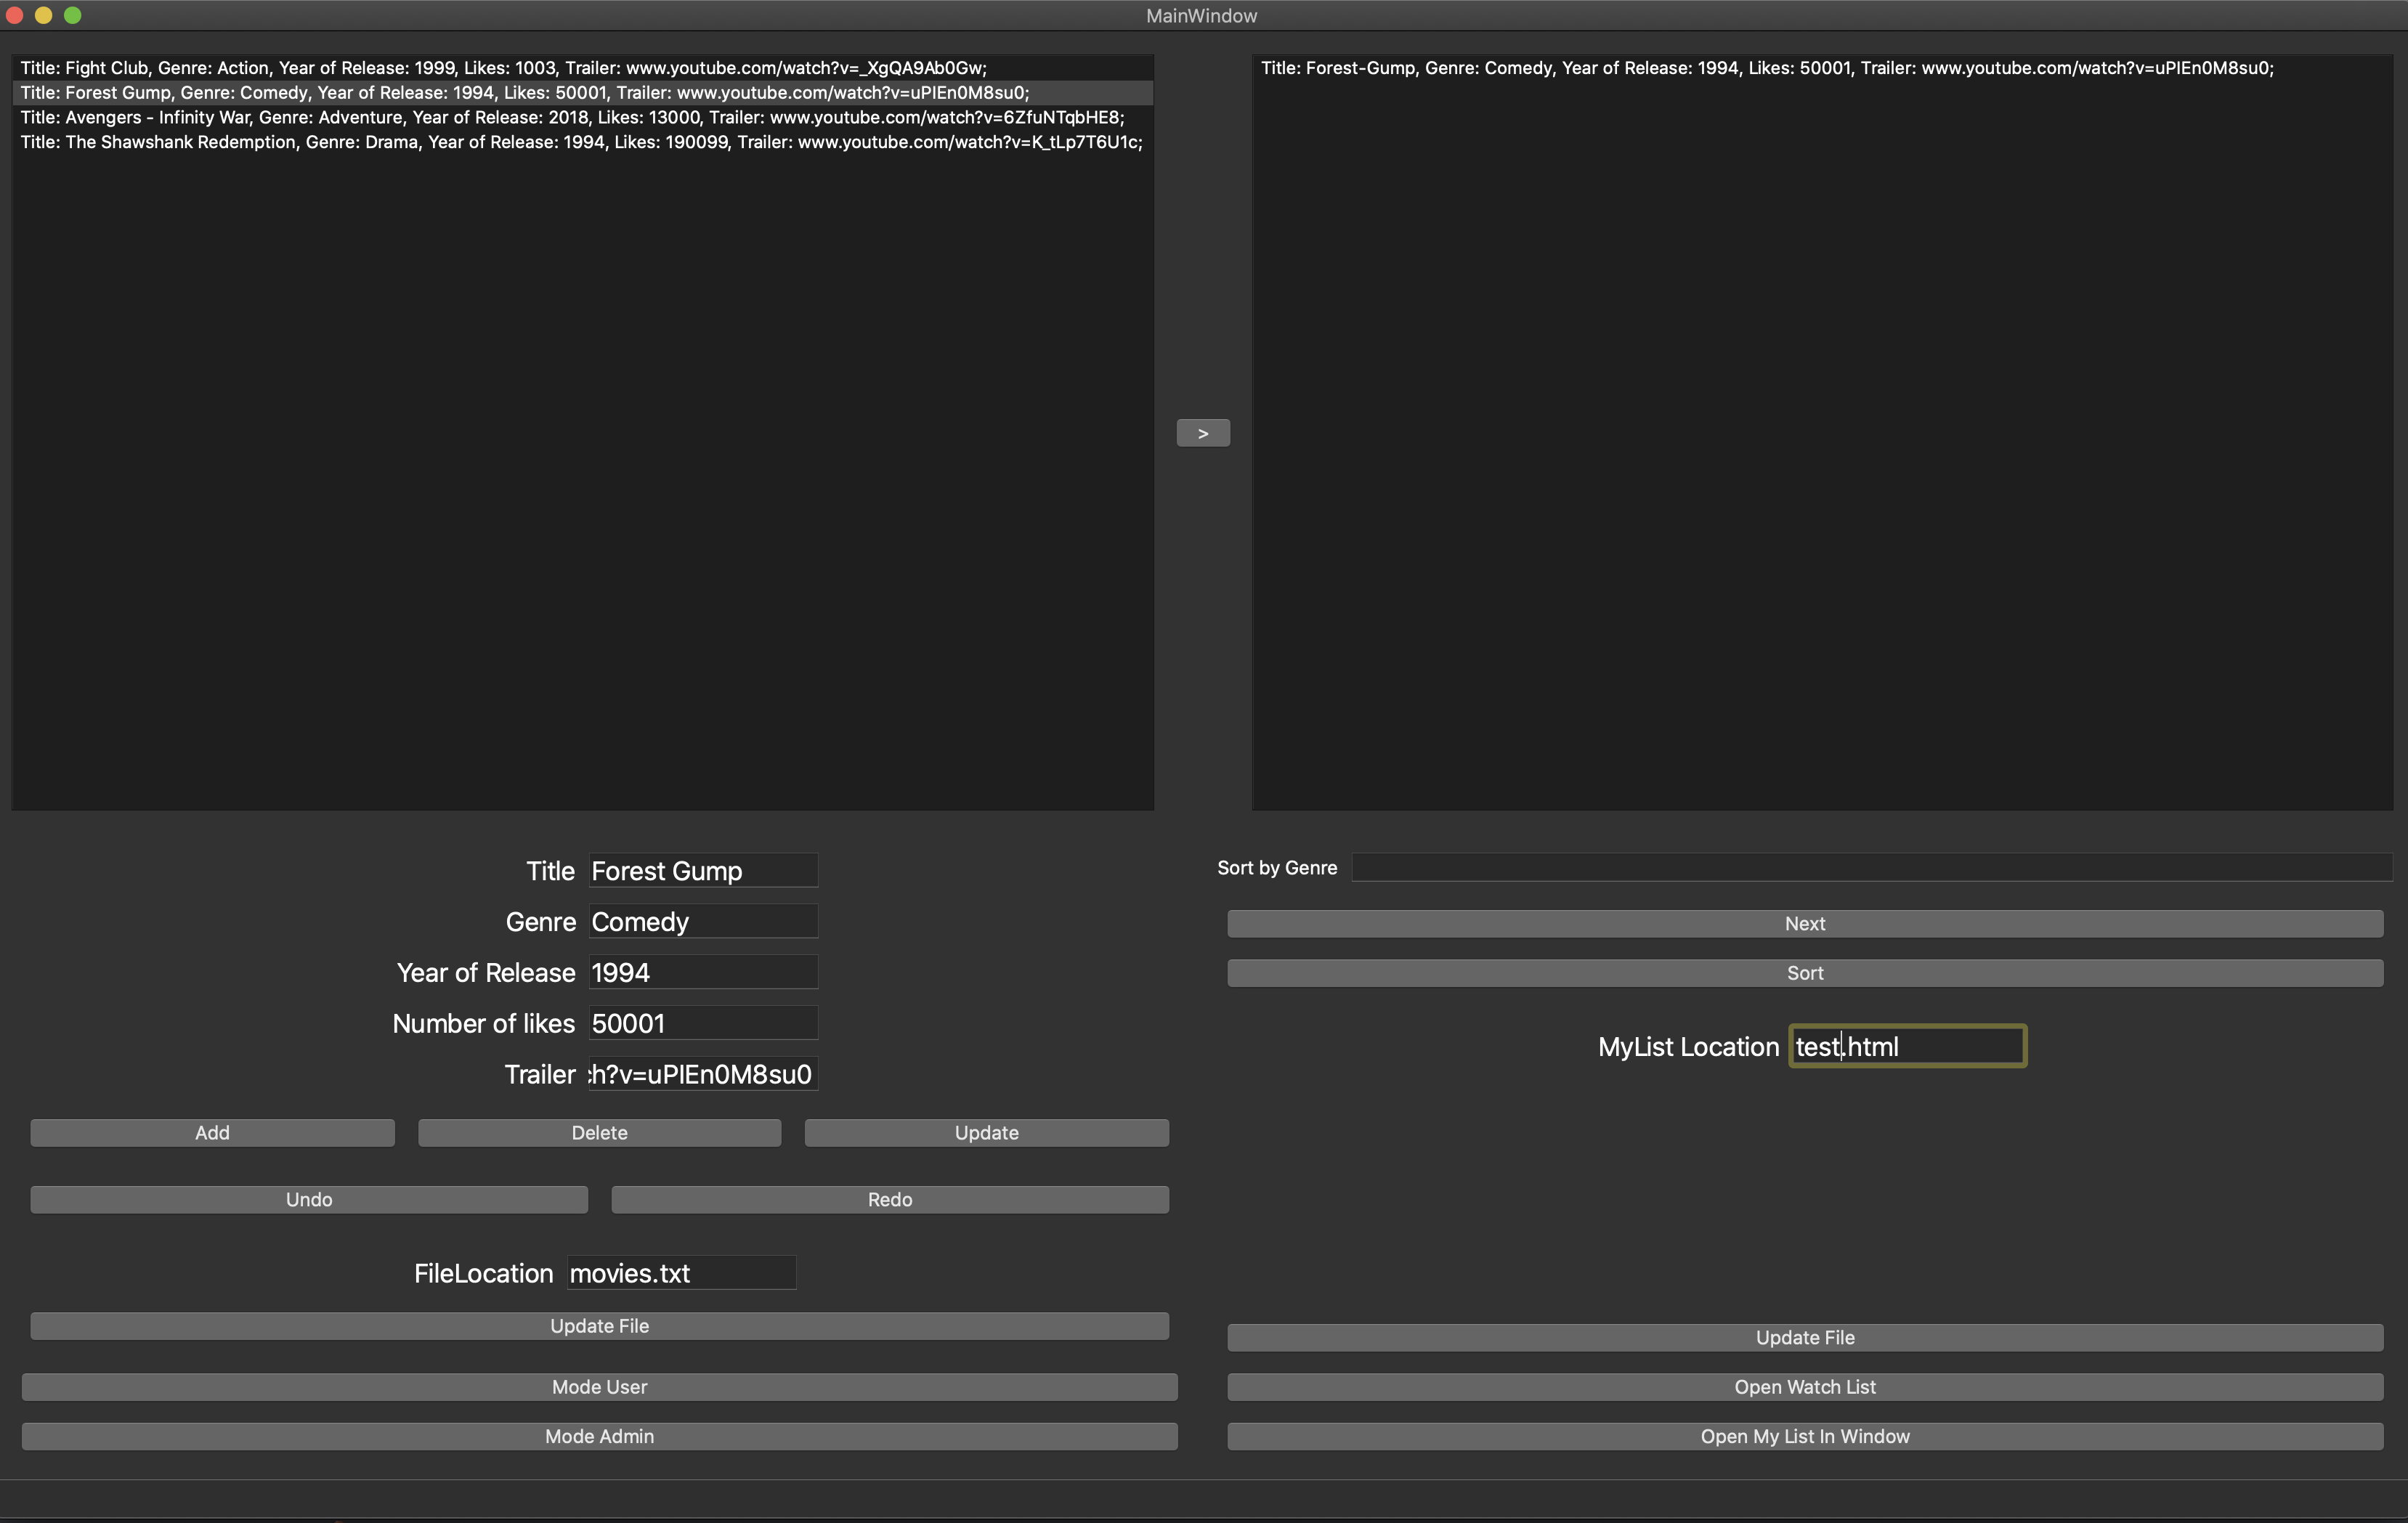 MainWindow
Title: Fight Club, Genre: Action, Year of Release: 1999, Likes: 1003, Trailer: www.youtube.com/watch?v=_XgQA9Ab0Gw;
Title: Forest Gump, Genre: Comedy, Year of Release: 1994, Likes: 50001, Trailer: www.youtube.com/watch?v=uPIEn0M8su0;
Title: Avengers - Infinity War, Genre: Adventure, Year of Release: 2018, Likes: 13000, Trailer: www.youtube.com/watch?v=6ZfuNTqbHE8;
Title: The Shawshank Redemption, Genre: Drama, Year of Release: 1994, Likes: 190099, Trailer: www.youtube.com/watch?v=K_tLp7T6U1c;
>
Title: Forest-Gump, Genre: Comedy, Year of Release: 1994, Likes: 50001, Trailer: www.youtube.com/watch?v=uPIEn0M8su0;
Title Forest Gump
Genre Comedy
Year of Release 1994
Number of likes 50001
Trailer ch?v=uPIEn0M8su0
Add Delete Update
Undo Redo
FileLocation movies.txt
Update File
Mode User
Mode Admin
Sort by Genre
Next
Sort
MyList Location test.html
Update File
Open Watch List
Open My List In Window